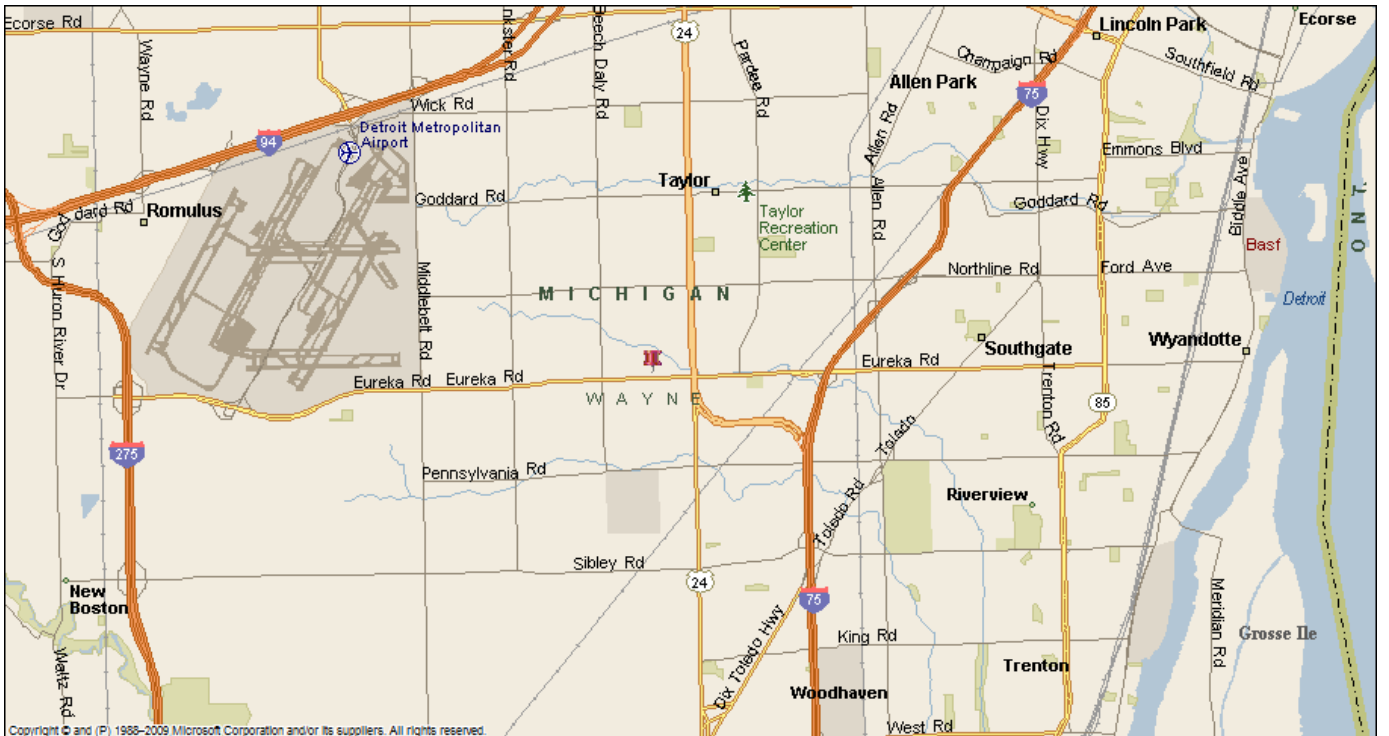 Ecorse Rd
Wayne Rd
nkster Rd
Beech Daly Rd
24
Pardee Rd
Lincoln Park
Ecorse
Champaign Rd
Southfield Rd
Allen Park
75
Wick Rd
Dix Hwy
Allen Rd
94
Detroit Metropolitan
Airport
Emmons Blvd
Biddle Ave
Taylor
Goddard Rd
Allen Rd
Goddard Rd
Goddard Rd
Romulus
Taylor
Recreation
Center
ONT
Basf
S Huron River Dr
Middlebelt Rd
Northline Rd
Ford Ave
MICHIGAN
Detroit
Southgate
Wyandotte
Eureka Rd
Eureka Rd
Eureka Rd
WAYNE
Trenton Rd
85
275
Toledo
Pennsylvania Rd
Riverview
Toledo Rd
Sibley Rd
24
75
New
Boston
Meridian Rd
Grosse Ile
King Rd
Waltz Rd
Dix Toledo Hwy
Trenton
Woodhaven
West Rd
Copyright © and (P) 1988–2009 Microsoft Corporation and/or its suppliers. All rights reserved.